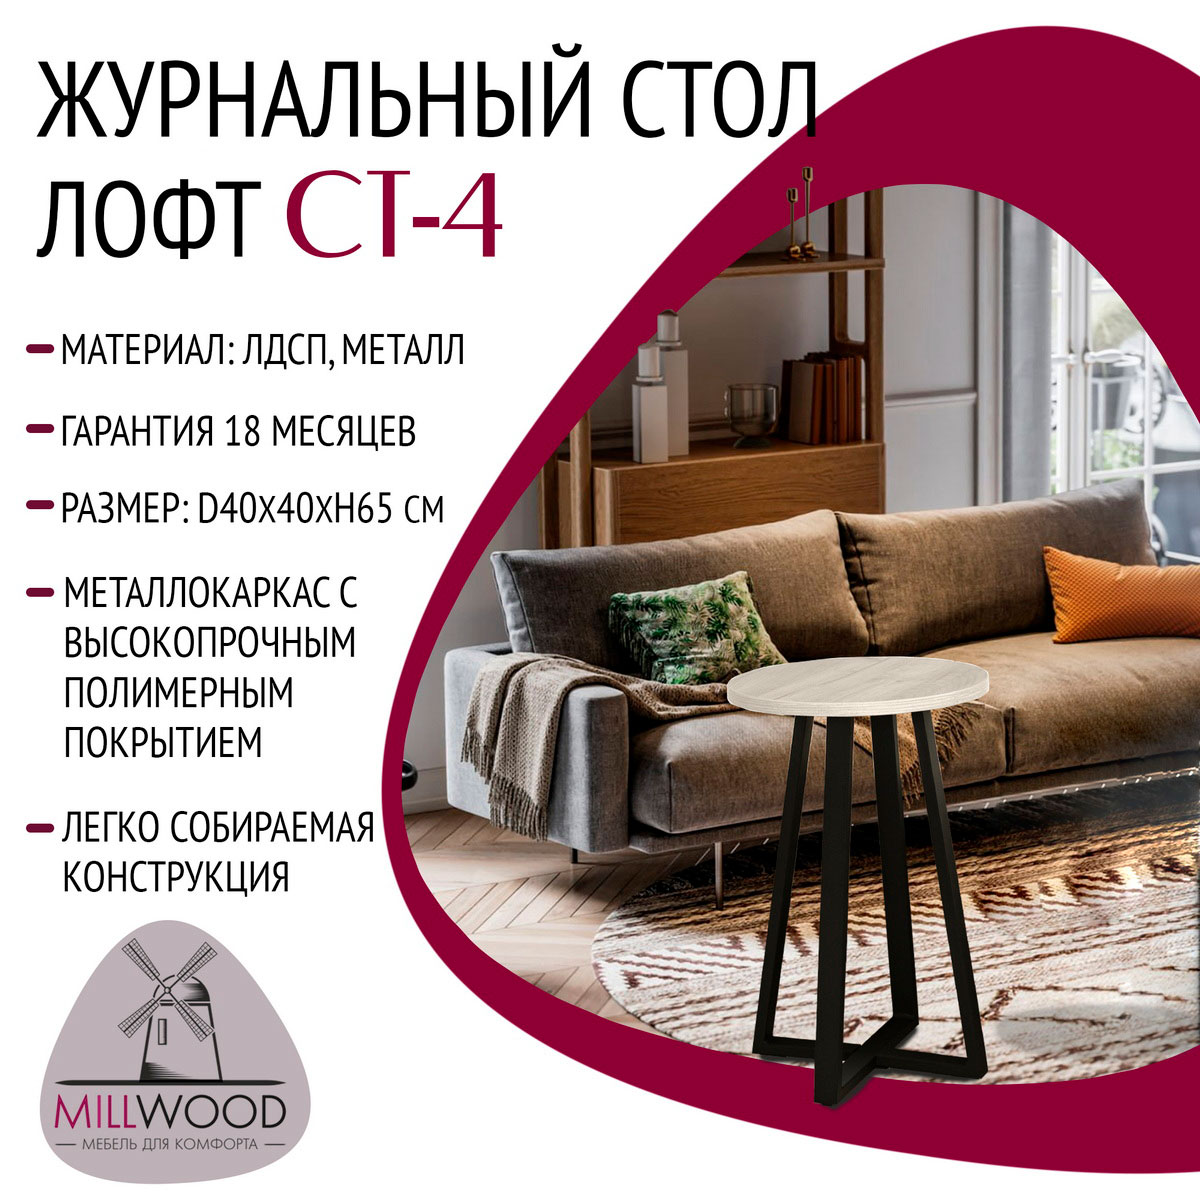 ЖУРНАЛЬНЫЙ СТОЛ
ЛОФТ СТ-4
МАТЕРИАЛ: ЛДСП, МЕТАЛЛ
ГАРАНТИЯ 18 МЕСЯЦЕВ
РАЗМЕР: D40х40хН65 см
МЕТАЛЛОКАРКАС С
ВЫСОКОПРОЧНЫМ
ПОЛИМЕРНЫМ
ПОКРЫТИЕМ
ЛЕГКО СОБИРАЕМАЯ
КОНСТРУКЦИЯ
MILLWOOD
— МЕБЕЛЬ ДЛЯ КОМФОРТА —